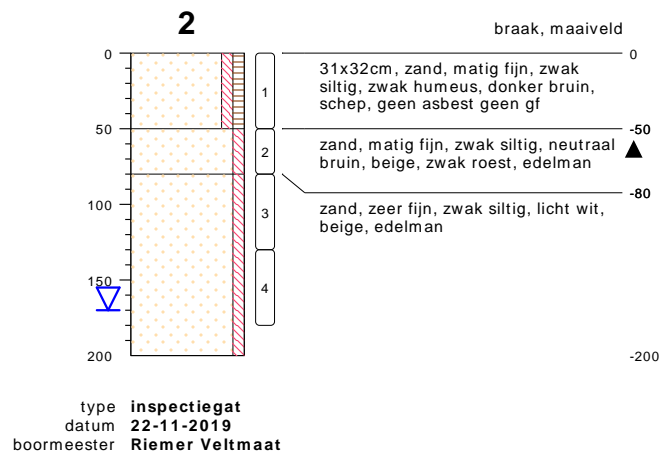 2
braak, maaiveld
0
0
31x32cm, zand, matig fijn, zwak
siltig, zwak humeus, donker bruin,
schep, geen asbest geen gf
1
50
-50
zand, matig fijn, zwak siltig, neutraal
bruin, beige, zwak roest, edelman
2
-80
zand, zeer fijn, zwak siltig, licht wit,
beige, edelman
100
3
150
4
200
-200
type inspectiegat
datum 22-11-2019
boormeester Riemer Veltmaat